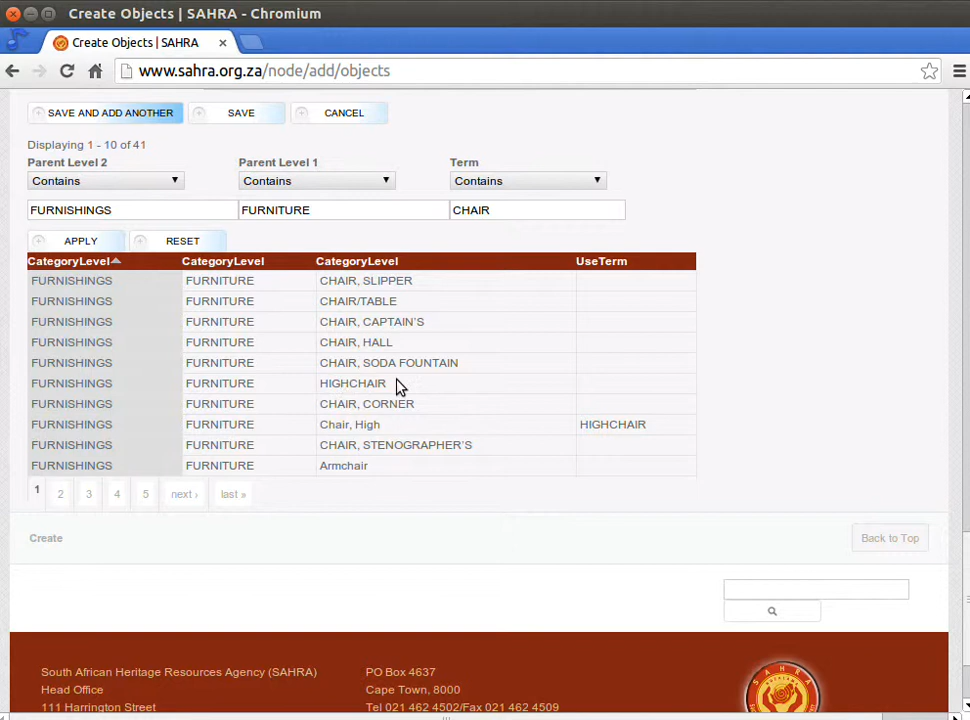 Create Objects | SAHRA - Chromium
Create Objects | SAHRA
www.sahra.org.za/node/add/objects
SAVE AND ADD ANOTHER SAVE CANCEL
Displaying 1 - 10 of 41
Parent Level 2 Parent Level 1 Term
Contains Contains Contains
FURNISHINGS FURNITURE CHAIR
APPLY RESET
CategoryLevel CategoryLevel CategoryLevel UseTerm
FURNISHINGS FURNITURE CHAIR, SLIPPER
FURNISHINGS FURNITURE CHAIR/TABLE
FURNISHINGS FURNITURE CHAIR, CAPTAIN'S
FURNISHINGS FURNITURE CHAIR, HALL
FURNISHINGS FURNITURE CHAIR, SODA FOUNTAIN
FURNISHINGS FURNITURE HIGHCHAIR
FURNISHINGS FURNITURE CHAIR, CORNER
FURNISHINGS FURNITURE Chair, High HIGHCHAIR
FURNISHINGS FURNITURE CHAIR, STENOGRAPHER'S
FURNISHINGS FURNITURE Armchair
1 2 3 4 5 next › last »
Create Back to Top
South African Heritage Resources Agency (SAHRA) PO Box 4637
Head Office Cape Town, 8000
111 Harrington Street Tel 021 462 4502/Fax 021 462 4509
SAHRA